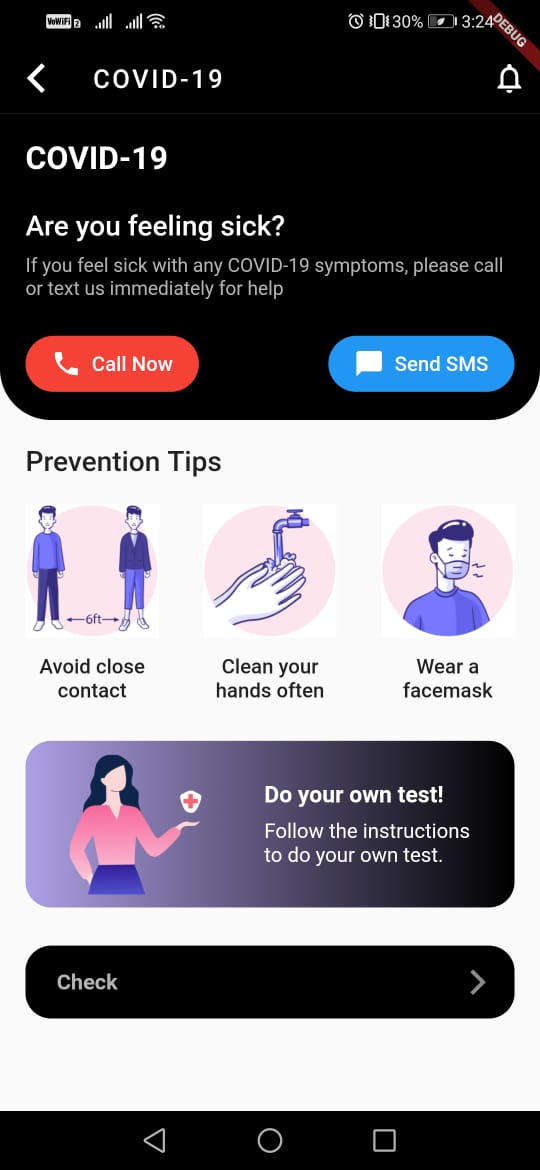 VoWiFi 2 30% 3:24
DEBUG
COVID-19
COVID-19
Are you feeling sick?
If you feel sick with any COVID-19 symptoms, please call
or text us immediately for help
Call Now Send SMS
Prevention Tips
6ft
Avoid close
contact
Clean your
hands often
Wear a
facemask
Do your own test!
Follow the instructions
to do your own test.
Check